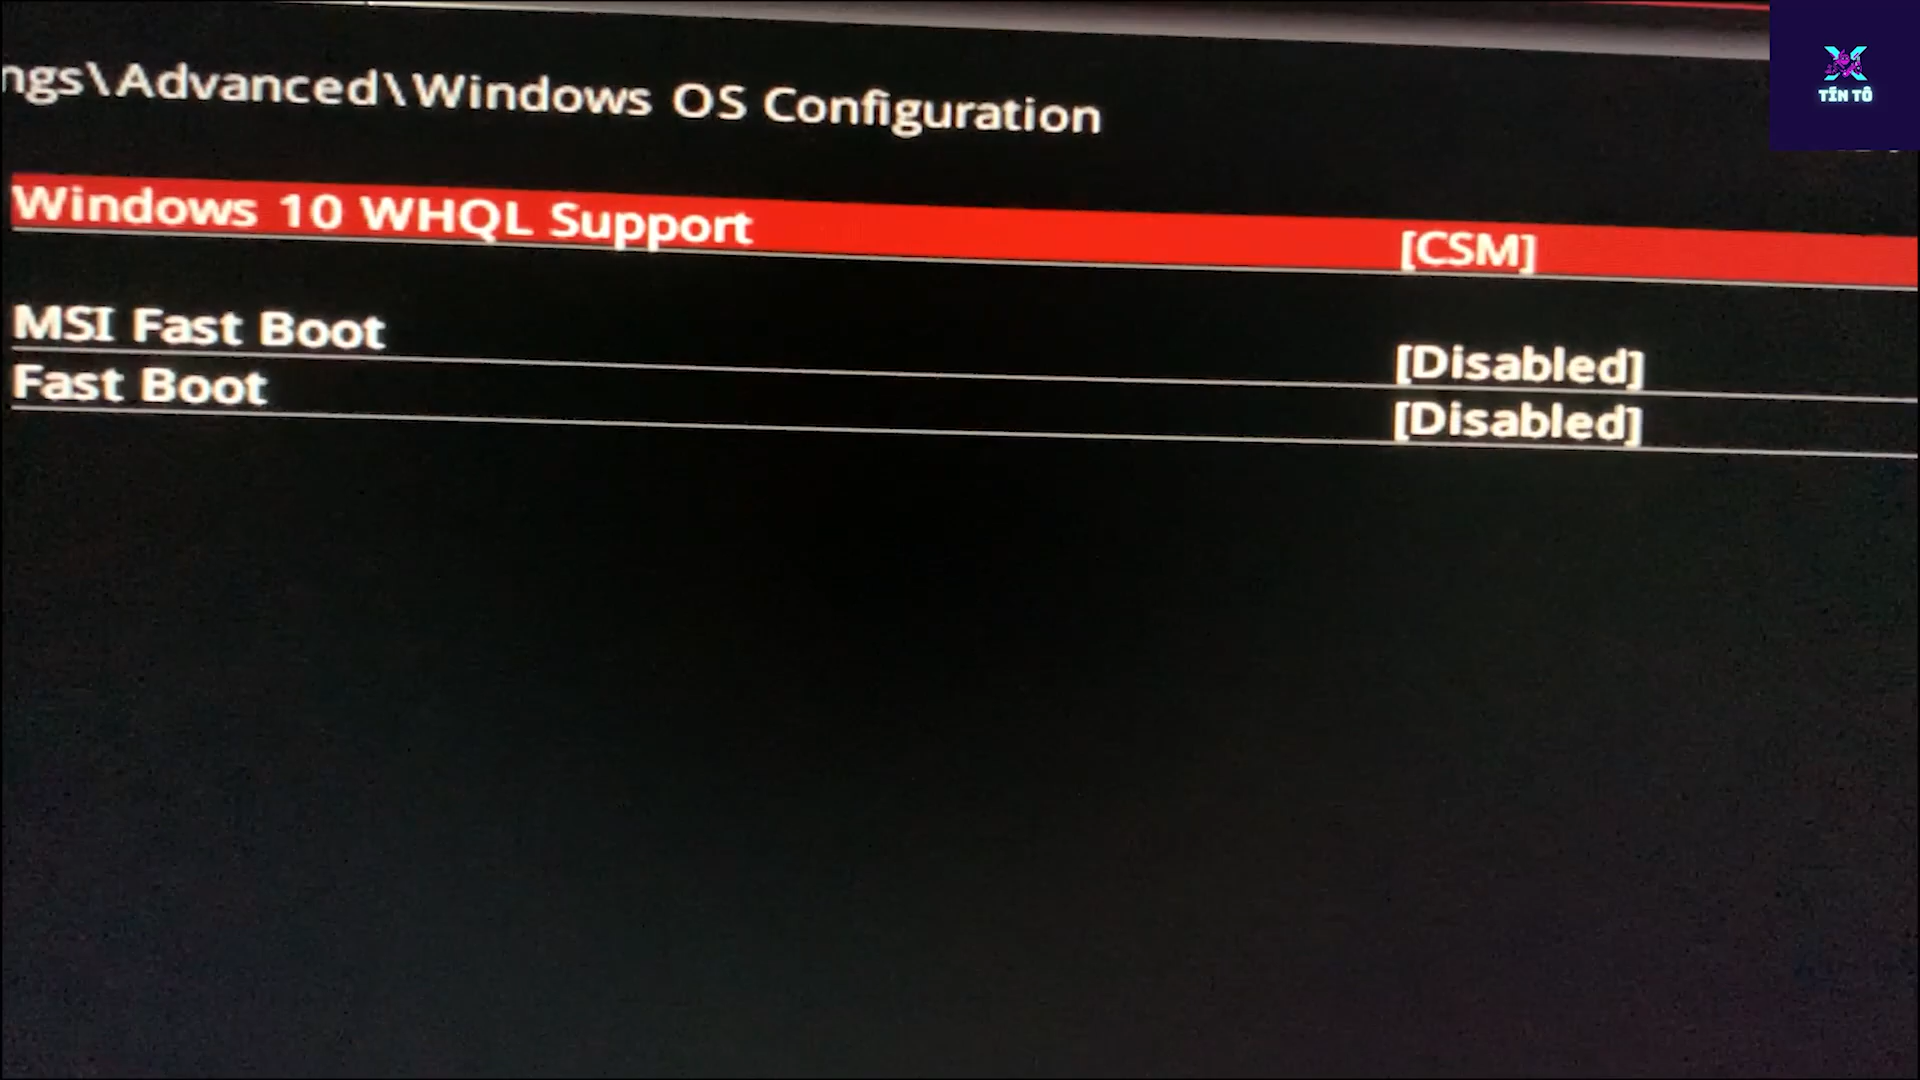 ngs\Advanced\Windows OS Configuration
TÍN TÔ
Windows 10 WHQL Support [CSM]
MSI Fast Boot [Disabled]
Fast Boot [Disabled]